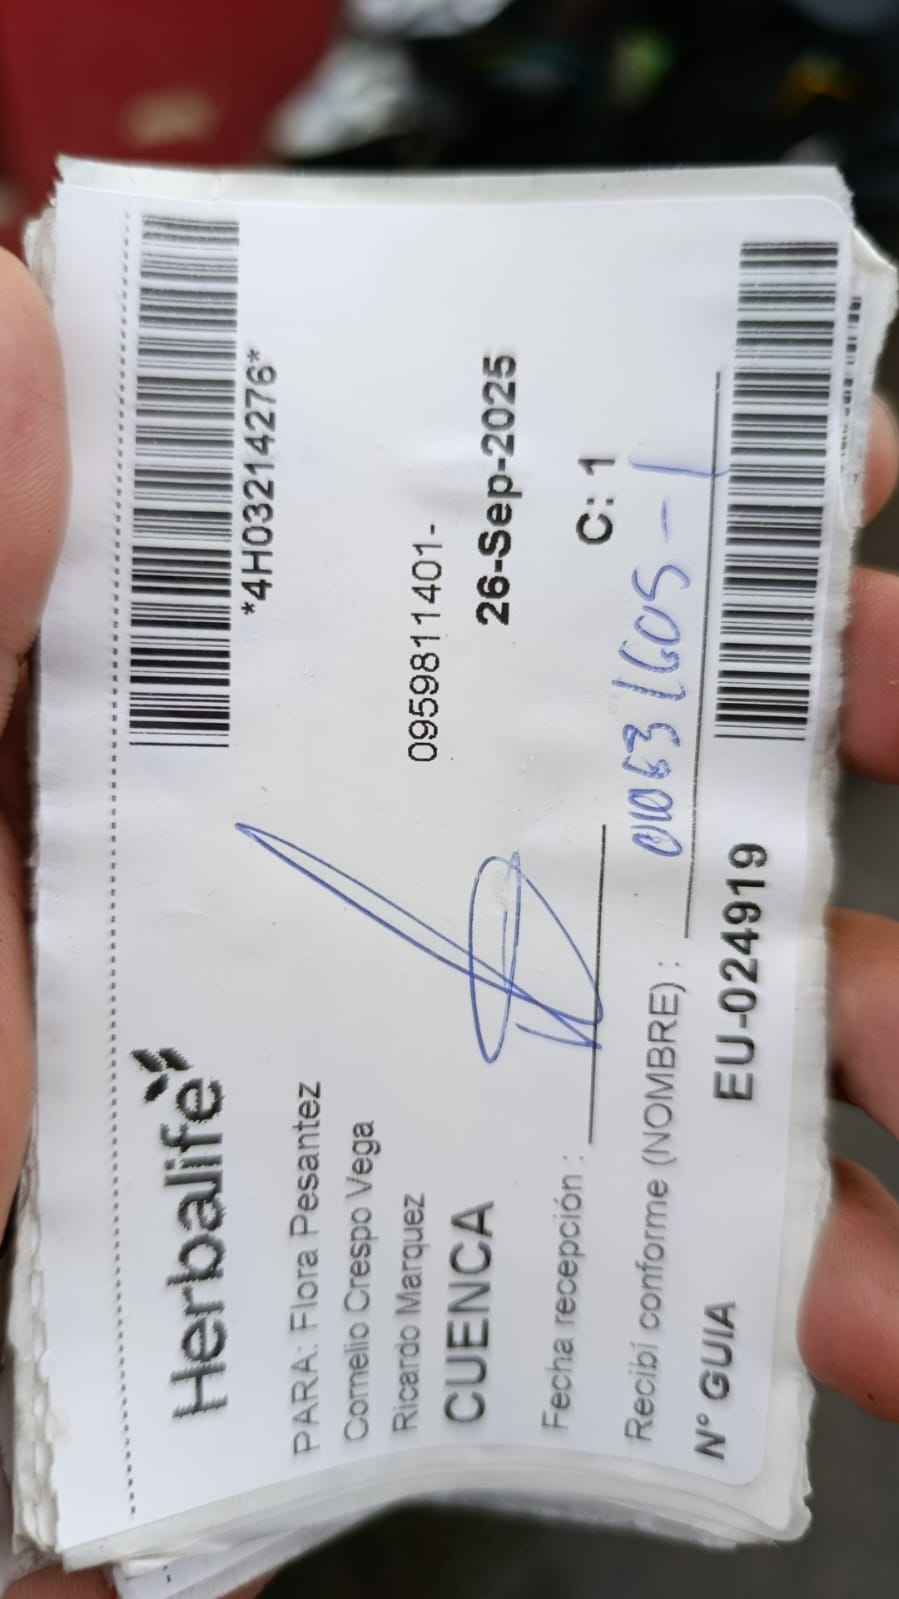 Herbalife
*4H03214276*
PARA: Flora Pesantez
Cornelio Crespo Vega
Ricardo Marquez
0959811401-
CUENCA
26-Sep-2025
Fecha recepción :
C: 1
Recibí conforme (NOMBRE) :
N° GUIA EU-024919